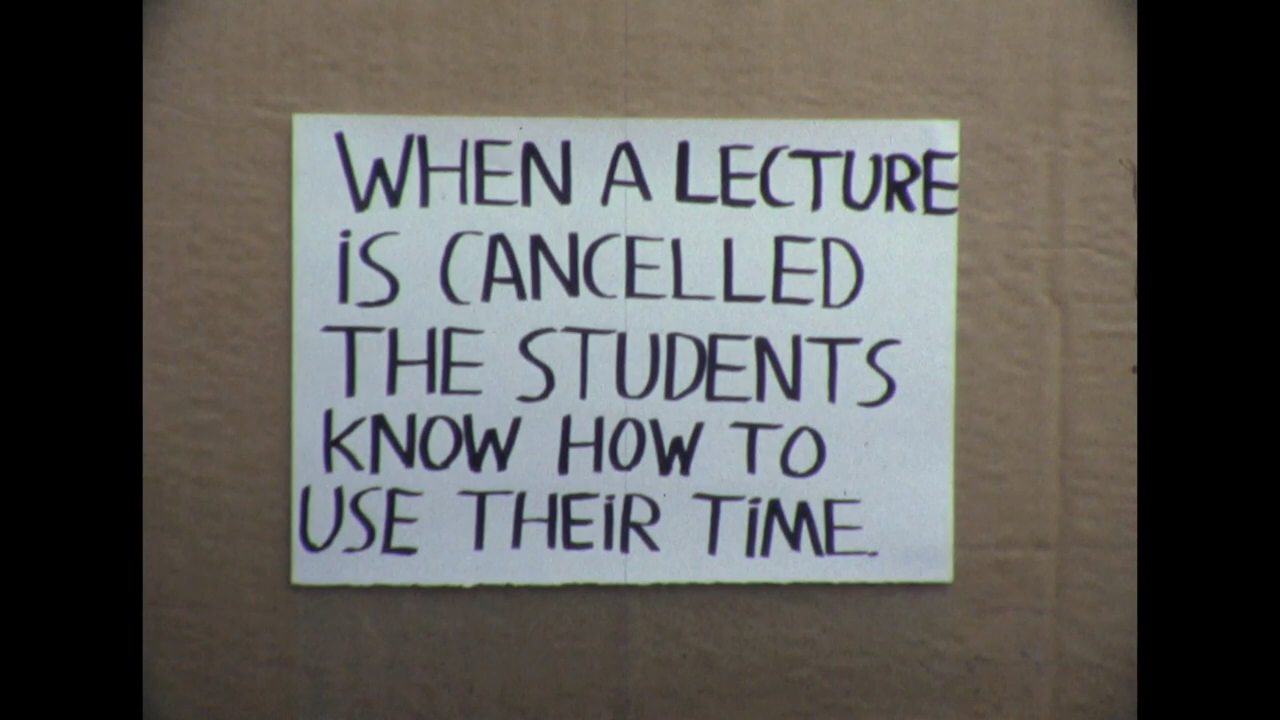 WHEN A LECTURE
iS CANCELLED
THE STUDENTS
KNOW HOW TO
USE THEiR TiME.